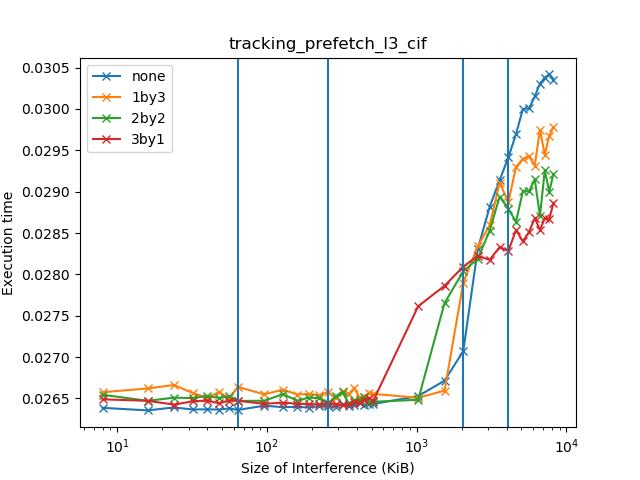 tracking_prefetch_l3_cif
none
1by3
2by2
3by1
Execution time
0.0305
0.0300
0.0295
0.0290
0.0285
0.0280
0.0275
0.0270
0.0265
10¹
10²
10³
10⁴
Size of Interference (KiB)